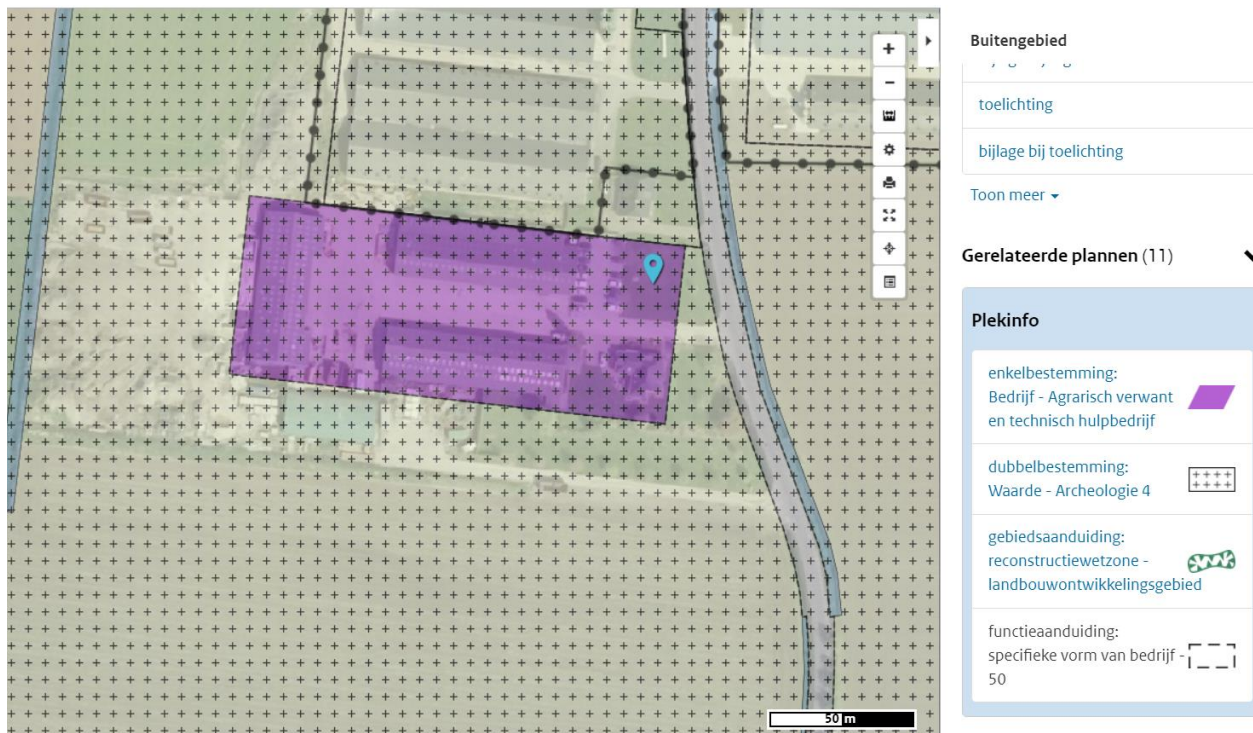 Buitengebied
toelichting
bijlage bij toelichting
Toon meer
Gerelateerde plannen (11)
Plekinfo
enkelbestemming:
Bedrijf - Agrarisch verwant
en technisch hulpbedrijf
dubbelbestemming:
Waarde - Archeologie 4
gebiedsaanduiding:
reconstructiewetzone -
landbouwontwikkelingsgebied
functieaanduiding:
specifieke vorm van bedrijf -
50
50 m